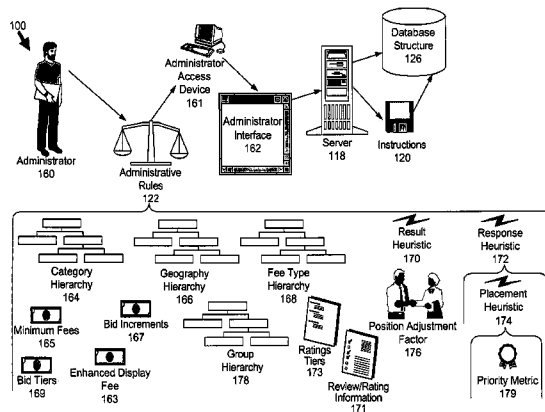 100
Administrator
160
Administrative
Rules
122
Administrator
Access
Device
161
Administrator
Interface
162
Server
118
Database
Structure
126
Instructions
120
Category
Hierarchy
164
Geography
Hierarchy
166
Fee Type
Hierarchy
168
Result
Heuristic
170
Response
Heuristic
172
Placement
Heuristic
174
Minimum Fees
165
Bid Increments
167
Group
Hierarchy
178
Ratings
Tiers
173
Position Adjustment
Factor
176
Bid Tiers
169
Enhanced Display
Fee
163
Review/Rating
Information
171
Priority Metric
179